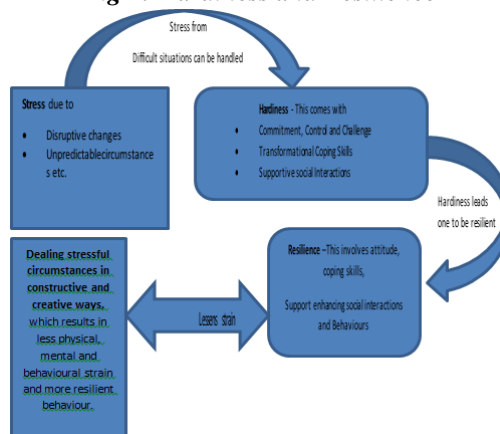 Stress from
Difficult situations can be handled
Stress due to
Disruptive changes
Unpredictablecircumstance
s etc.
Hardiness - This comes with
Commitment, Control and Challenge
Transformational Coping Skills
Supportive social Interactions
Hardiness leads
one to be resilient
Resilience –This involves attitude,
coping skills,
Support enhancing social interactions
and Behaviours
Lessens strain
Dealing stressful
circumstances in
constructive and
creative ways,
which results in
less physical,
mental and
behavioural strain
and more resilient
behaviour.